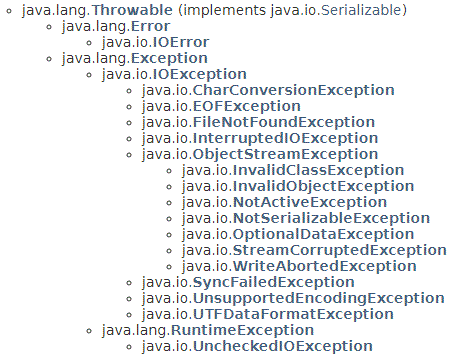 java.lang.Throwable (implements java.io.Serializable)
java.lang.Error
java.io.IOError
java.lang.Exception
java.io.IOException
java.io.CharConversionException
java.io.EOFException
java.io.FileNotFoundException
java.io.InterruptedIOException
java.io.ObjectStreamException
java.io.InvalidClassException
java.io.InvalidObjectException
java.io.NotActiveException
java.io.NotSerializableException
java.io.OptionalDataException
java.io.StreamCorruptedException
java.io.WriteAbortedException
java.io.SyncFailedException
java.io.UnsupportedEncodingException
java.io.UTFDataFormatException
java.lang.RuntimeException
java.io.UncheckedIOException